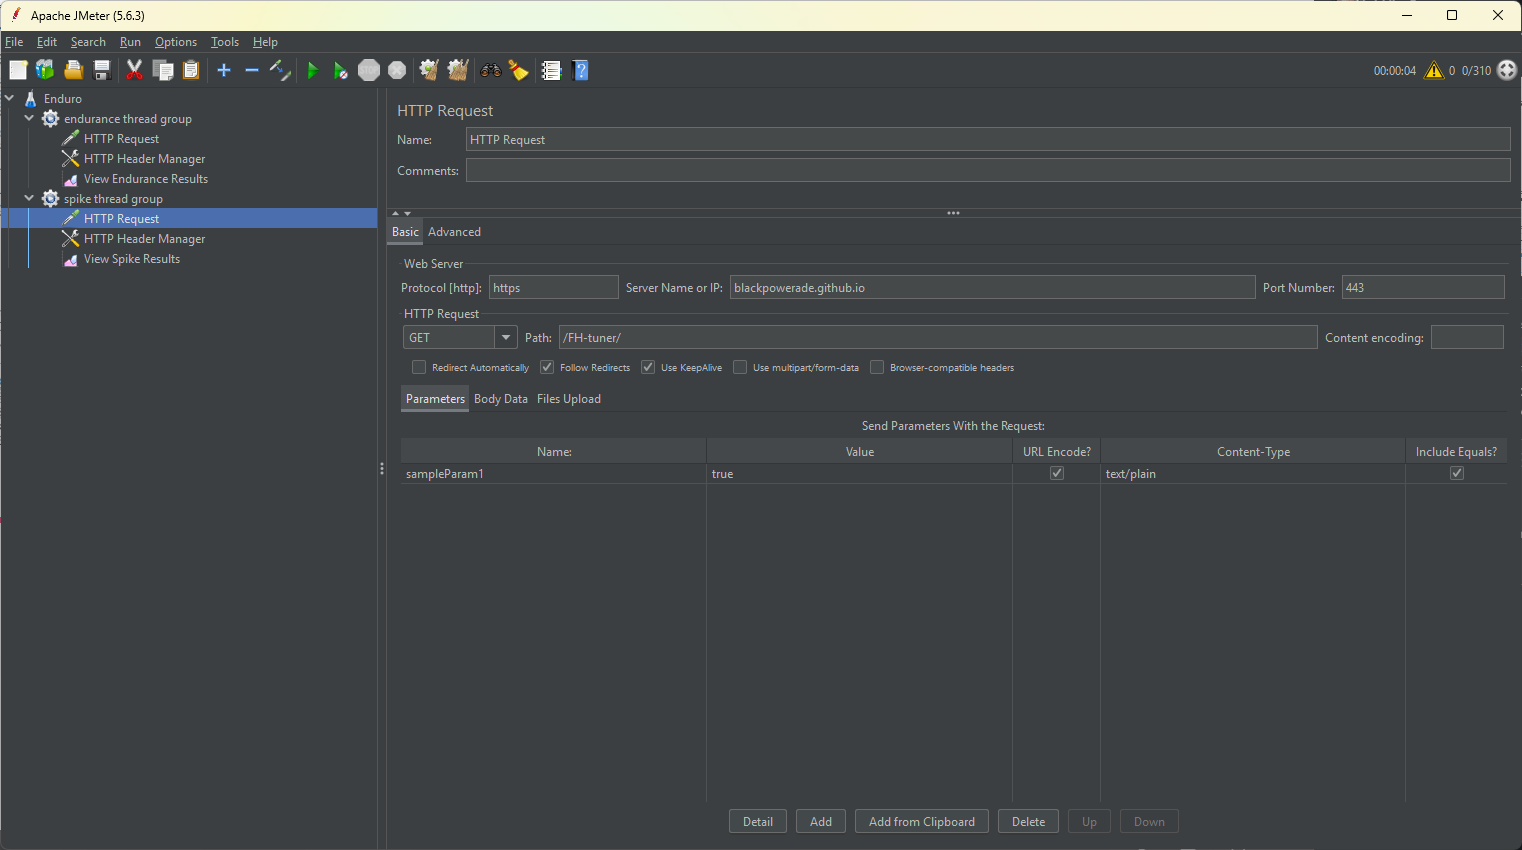 Apache JMeter (5.6.3)
File Edit Search Run Options Tools Help
STOP
00:00:04 0 0/310
Enduro
endurance thread group
HTTP Request
HTTP Header Manager
View Endurance Results
spike thread group
HTTP Request
HTTP Header Manager
View Spike Results
HTTP Request
Name: HTTP Request
Comments:
Basic Advanced
Web Server
Protocol [http]: https Server Name or IP: blackpowerade.github.io Port Number: 443
HTTP Request
GET Path: /FH-tuner/ Content encoding:
Redirect Automatically Follow Redirects Use KeepAlive Use multipart/form-data Browser-compatible headers
Parameters Body Data Files Upload
Send Parameters With the Request:
Name: Value URL Encode? Content-Type Include Equals?
sampleParam1 true text/plain
Detail Add Add from Clipboard Delete Up Down